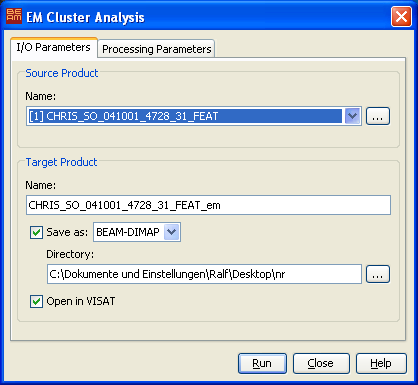 BEAM EM Cluster Analysis
I/O Parameters Processing Parameters
Source Product
Name:
[1] CHRIS_SO_041001_4728_31_FEAT ...
Target Product
Name:
CHRIS_SO_041001_4728_31_FEAT_em
Save as: BEAM-DIMAP
Directory:
C:\Dokumente und Einstellungen\Ralf\Desktop\nr ...
Open in VISAT
Run Close Help